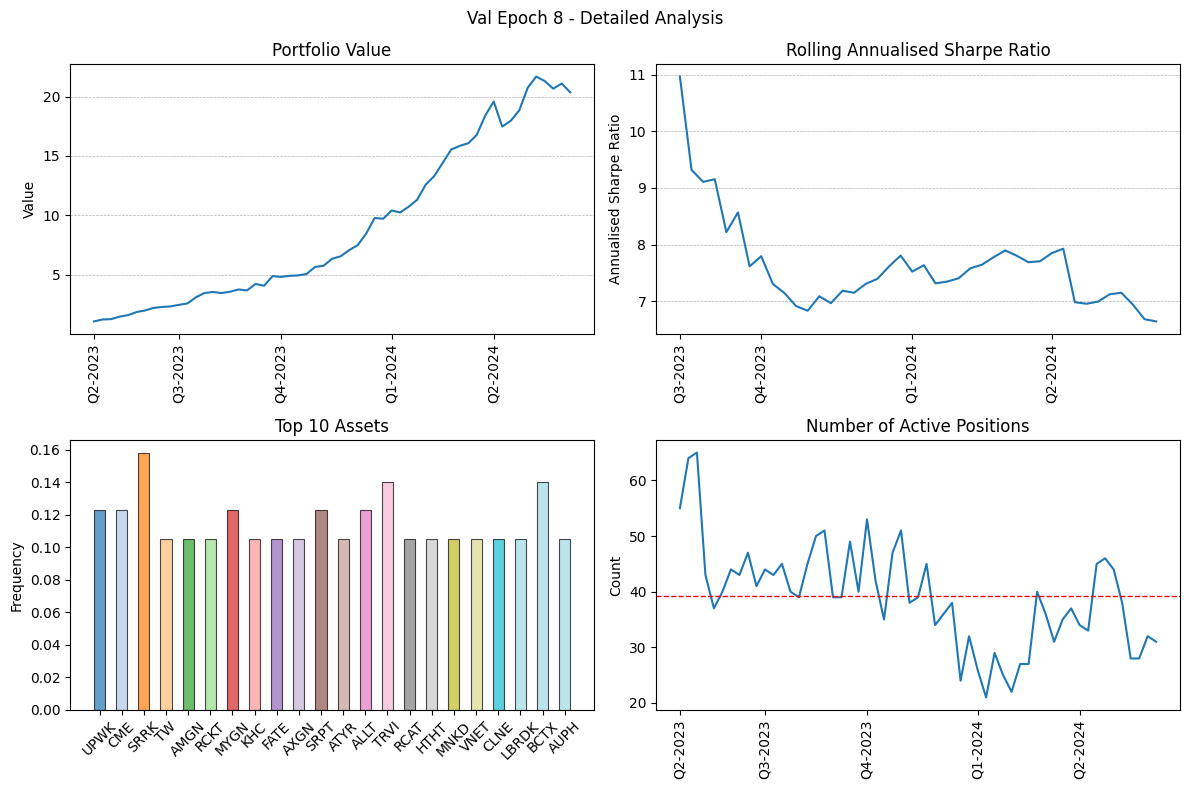 Val Epoch 8 - Detailed Analysis
Portfolio Value
Value
20
15
10
5
Q2-2023
Q3-2023
Q4-2023
Q1-2024
Q2-2024
Rolling Annualised Sharpe Ratio
Annualised Sharpe Ratio
11
10
9
8
7
Q3-2023
Q4-2023
Q1-2024
Q2-2024
Top 10 Assets
Frequency
0.16
0.14
0.12
0.10
0.08
0.06
0.04
0.02
0.00
UPWK
CME
SRRK
TW
AMGN
RCKT
MYGN
KHC
FATE
AXGN
SRPT
ATYR
ALLT
TRVI
RCAT
HTHT
MNKD
VNET
CLNE
LBRDK
BCTX
AUPH
Number of Active Positions
Count
60
50
40
30
20
Q2-2023
Q3-2023
Q4-2023
Q1-2024
Q2-2024